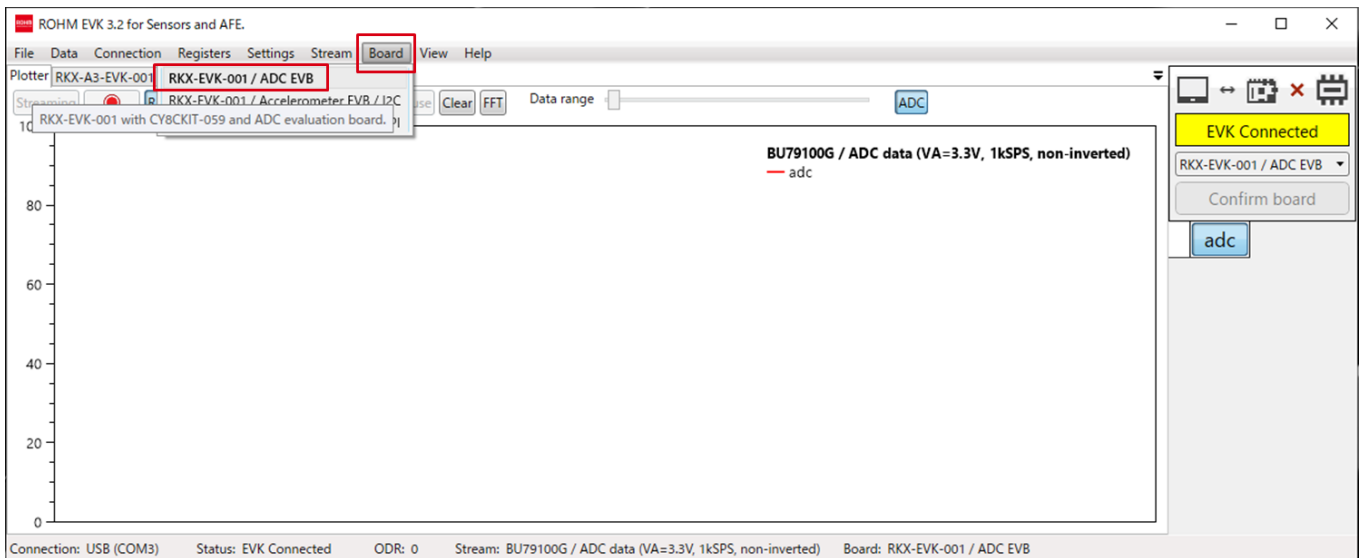 ROHM
ROHM EVK 3.2 for Sensors and AFE.
File Data Connection Registers Settings Stream Board View Help
Plotter RKX-A3-EVK-001 RKX-EVK-001 / ADC EVB
Streaming R RKX-EVK-001 / Accelerometer EVB / I2C use Clear FFT Data range ADC
RKX-EVK-001 with CY8CKIT-059 and ADC evaluation board. PI
EVK Connected
RKX-EVK-001 / ADC EVB
Confirm board
adc
BU79100G / ADC data (VA=3.3V, 1kSPS, non-inverted)
adc
10
80
60
40
20
0
Connection: USB (COM3) Status: EVK Connected ODR: 0 Stream: BU79100G / ADC data (VA=3.3V, 1kSPS, non-inverted) Board: RKX-EVK-001 / ADC EVB